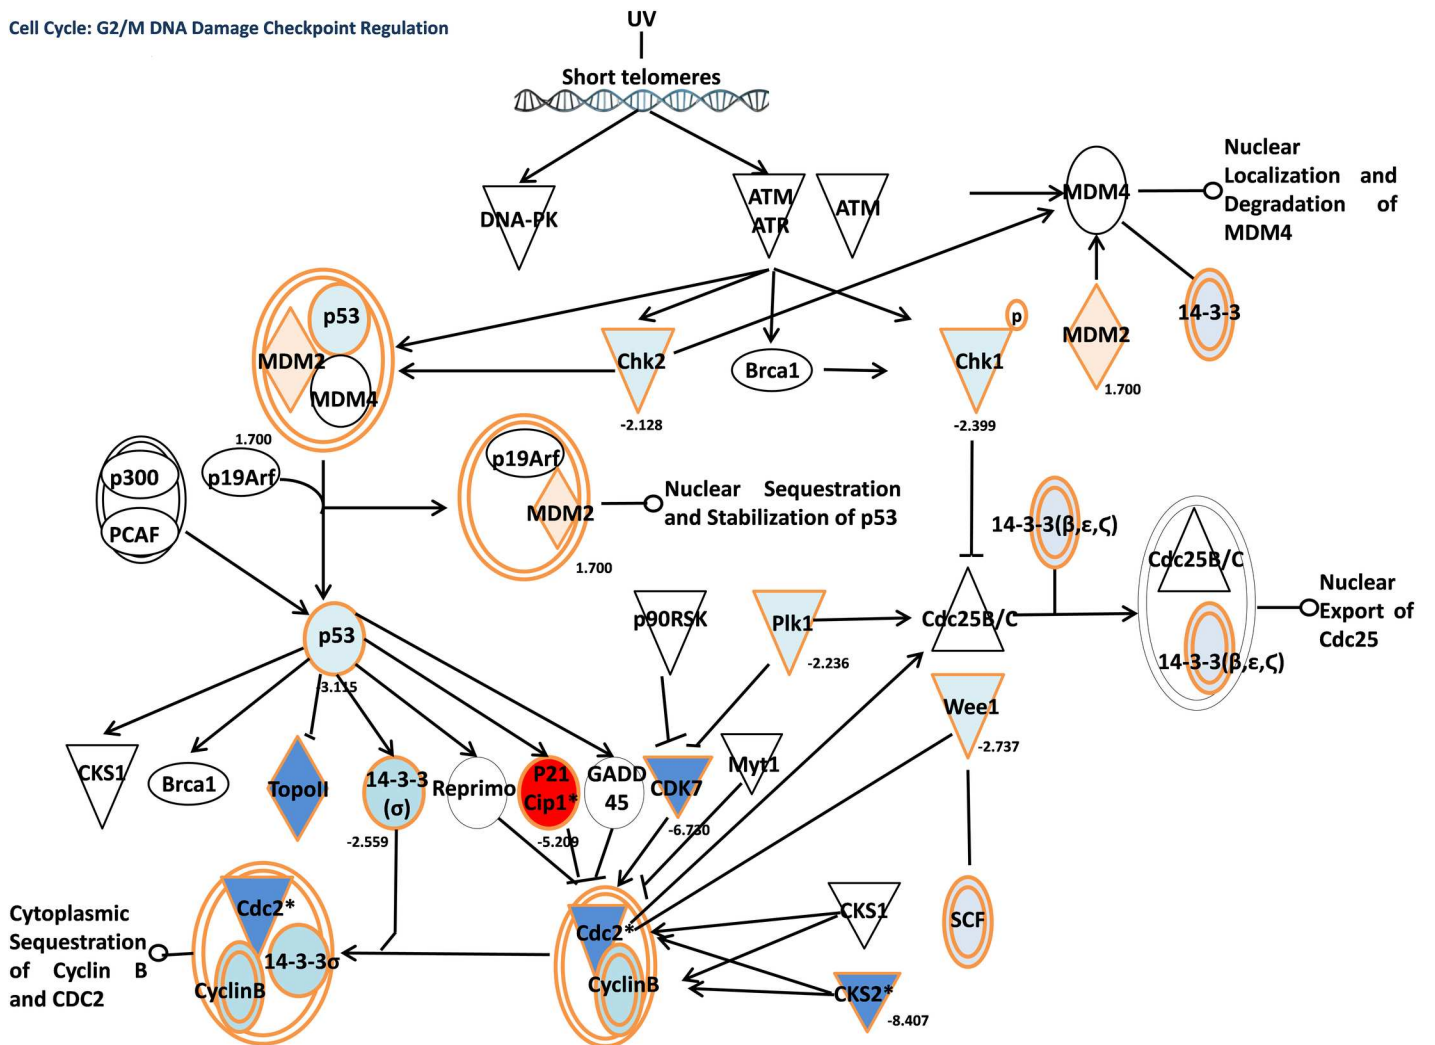 Cell Cycle: G2/M DNA Damage Checkpoint Regulation
UV
Short telomeres
DNA-PK
ATM
ATR
ATM
MDM4
Nuclear
Localization and
Degradation of
MDM4
p53
MDM2
MDM4
Chk2
-2.128
Brca1
p
Chk1
-2.399
MDM2
1.700
14-3-3
p300
PCAF
1.700
p19Arf
p19Arf
MDM2
1.700
Nuclear Sequestration
and Stabilization of p53
14-3-3(β,ε,ς)
Cdc25B/C
14-3-3(β,ε,ς)
Nuclear
Export of
Cdc25
p53
-3.115
p90RSK
Plk1
-2.236
Cdc25B/C
Wee1
-2.737
CKS1
Brca1
TopoII
14-3-3
(σ)
-2.559
Reprimo
P21
Cip1*
-5.209
GADD
45
CDK7
-6.730
Myt1
Cytoplasmic
Sequestration
of Cyclin B
and CDC2
Cdc2*
14-3-3σ
CyclinB
Cdc2*
CyclinB
CKS1
CKS2*
-8.407
SCF